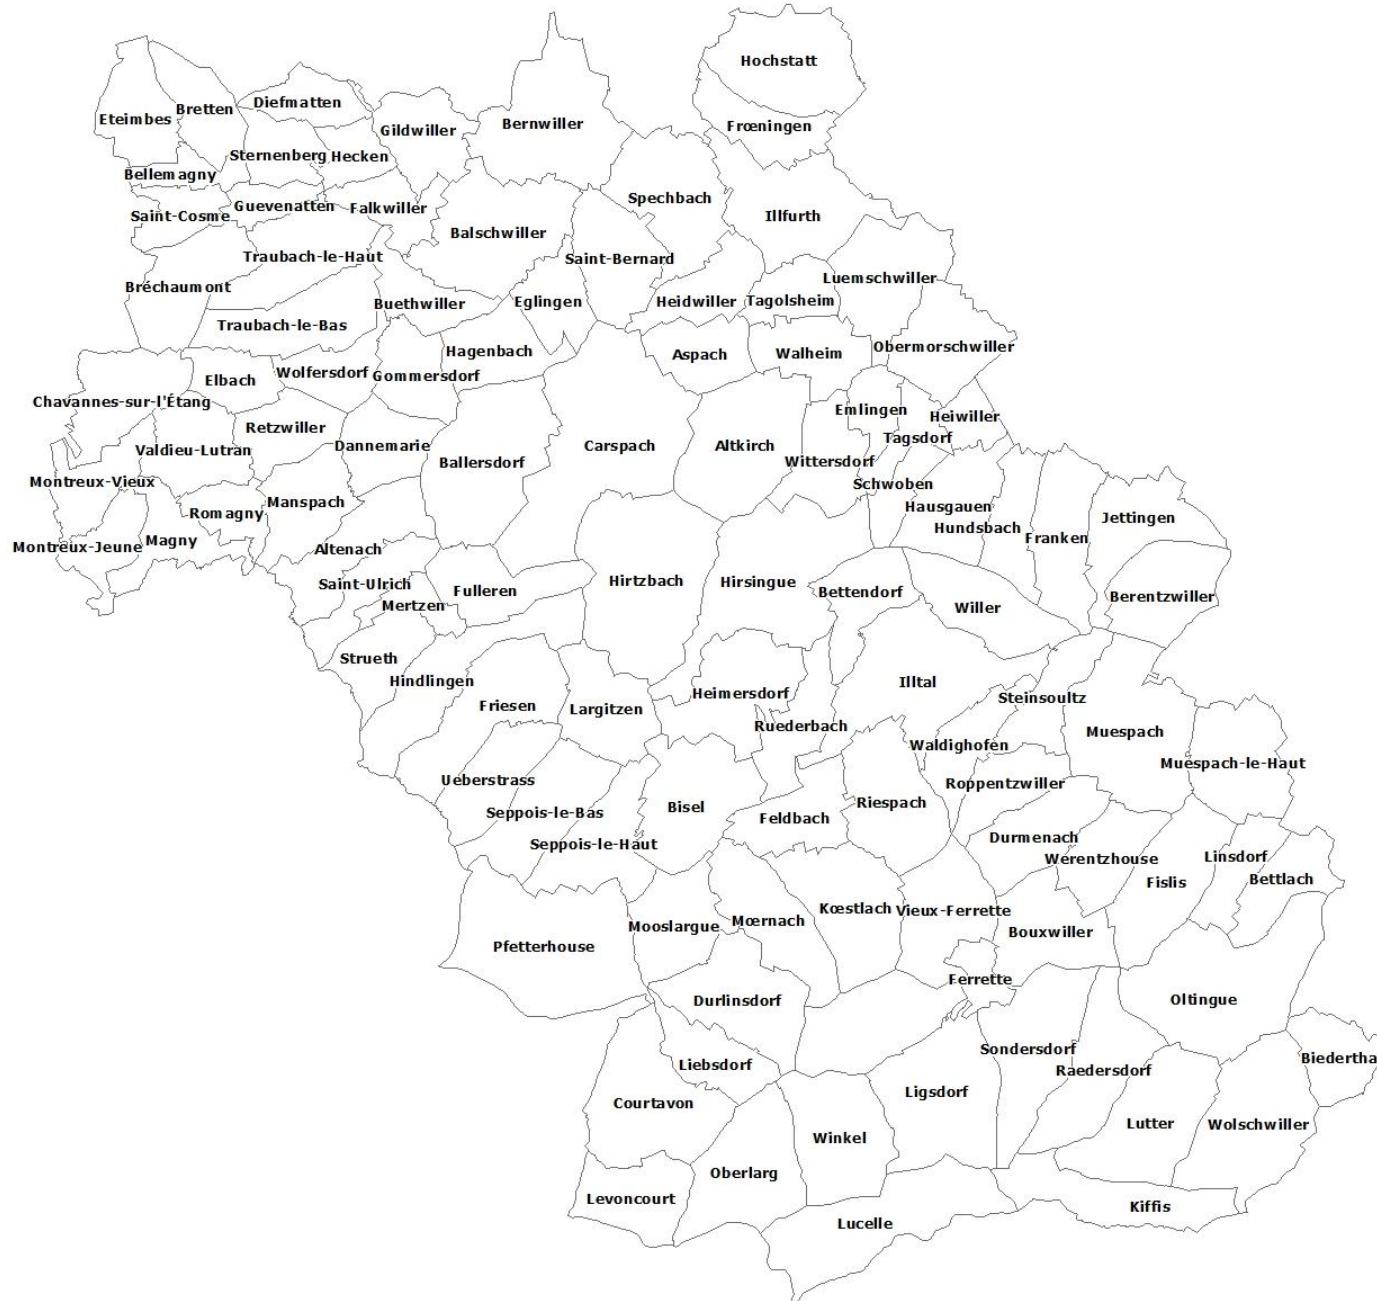 Hochstatt
Diefmatten
Bretten
Eteimbes
Bernwiller
Frœningen
Gildwiller
Sternenberg
Hecken
Bellemagny
Spechbach
Guevenatten
Falkwiller
Saint-Cosme
Illfurth
Balschwiller
Traubach-le-Haut
Saint-Bernard
Luemschwiller
Bréchaumont
Buethwiller
Eglingen
Heidwiller
Tagolsheim
Traubach-le-Bas
Obermorschwiller
Hagenbach
Aspach
Walheim
Wolfersdorf
Gommersdorf
Elbach
Chavannes-sur-l'Étang
Emlingen
Heiwiller
Retzwiller
Tagsdorf
Dannemarie
Carspach
Altkirch
Valdieu-Lutran
Ballersdorf
Wittersdorf
Montreux-Vieux
Schwoben
Manspach
Hausgauen
Romagny
Jettingen
Hundsbach
Franken
Magny
Montreux-Jeune
Altenach
Saint-Ulrich
Hirtzbach
Hirsingue
Fulleren
Bettendorf
Berentzwiller
Mertzen
Willer
Strueth
Hindlingen
Illtal
Heimersdorf
Steinsoultz
Friesen
Largitzen
Ruederbach
Muespach
Waldighofen
Muespach-le-Haut
Ueberstrass
Roppentzwiller
Riespach
Bisel
Seppois-le-Bas
Feldbach
Durmenach
Seppois-le-Haut
Werentzhouse
Linsdorf
Bettlach
Fislis
Kœstlach
Vieux-Ferrette
Mœrnach
Mooslargue
Bouxwiller
Pfetterhouse
Ferrette
Durlinsdorf
Oltingue
Sondersdorf
Biedertha
Liebsdorf
Raedersdorf
Ligsdorf
Courtavon
Lutter
Wolschwiller
Winkel
Oberlarg
Levoncourt
Kiffis
Lucelle